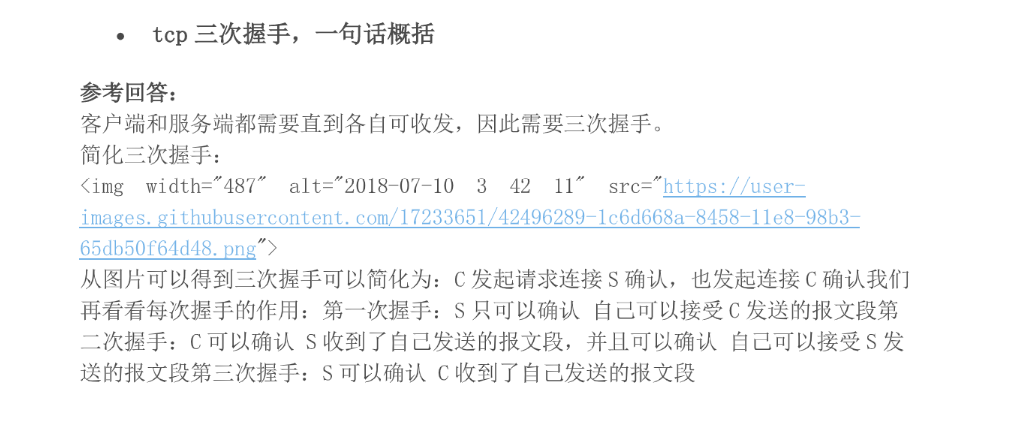 • tcp 三次握手，一句话概括
参考回答：
客户端和服务端都需要直到各自可收发，因此需要三次握手。
简化三次握手：
<img width="487" alt="2018-07-10 3 42 11" src="https://user-
images.githubusercontent.com/17233651/42496289-1c6d668a-8458-11e8-98b3-
65db50f64d48.png">
从图片可以得到三次握手可以简化为：C 发起请求连接 S 确认，也发起连接 C 确认我们
再看看每次握手的作用：第一次握手：S 只可以确认 自己可以接受 C 发送的报文段第
二次握手：C 可以确认 S 收到了自己发送的报文段，并且可以确认 自己可以接受 S 发
送的报文段第三次握手：S 可以确认 C 收到了自己发送的报文段